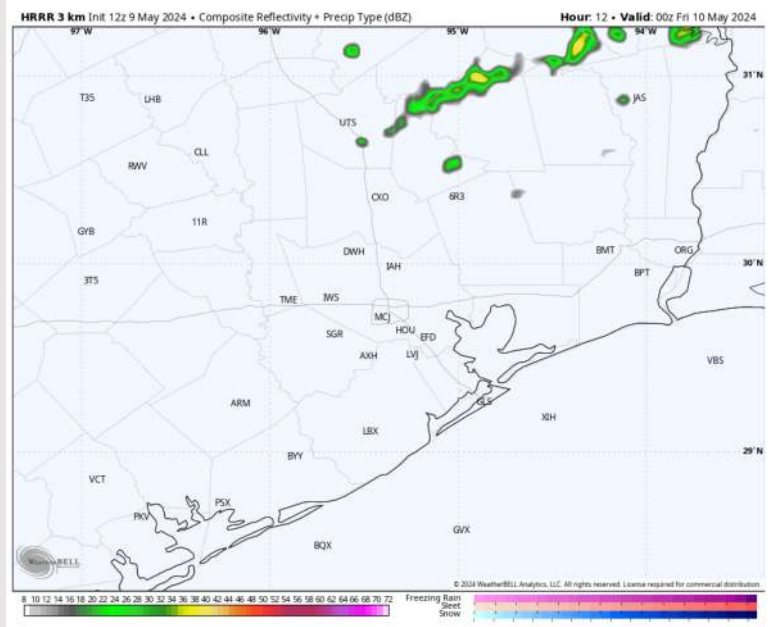 HRRR 3 km Init 12z 9 May 2024 • Composite Reflectivity + Precip Type (dBZ) Hour: 12 • Valid: 00z Fri 10 May 2024
97°W 96°W 95°W 94°W
31°N
T35 LHB JAS
UTS
CLL
RWV
CXO 6R3
11R
GYB
DWH BMT ORG
IAH 30°N
BPT
3T5
TME IWS
MCJ
SGR HOU EFD
AXH LVJ
VBS
ARM GLS
XIH
LBX
29°N
BYY
VCT
PSX
PKV
GVX
BQX
WeatherBELL
© 2024 WeatherBELL Analytics, LLC. All rights reserved. License required for commercial distribution.
8 10 12 14 16 18 20 22 24 26 28 30 32 34 36 38 40 42 44 46 48 50 52 54 56 58 60 62 64 66 68 70 72
Freezing Rain
Sleet
Snow